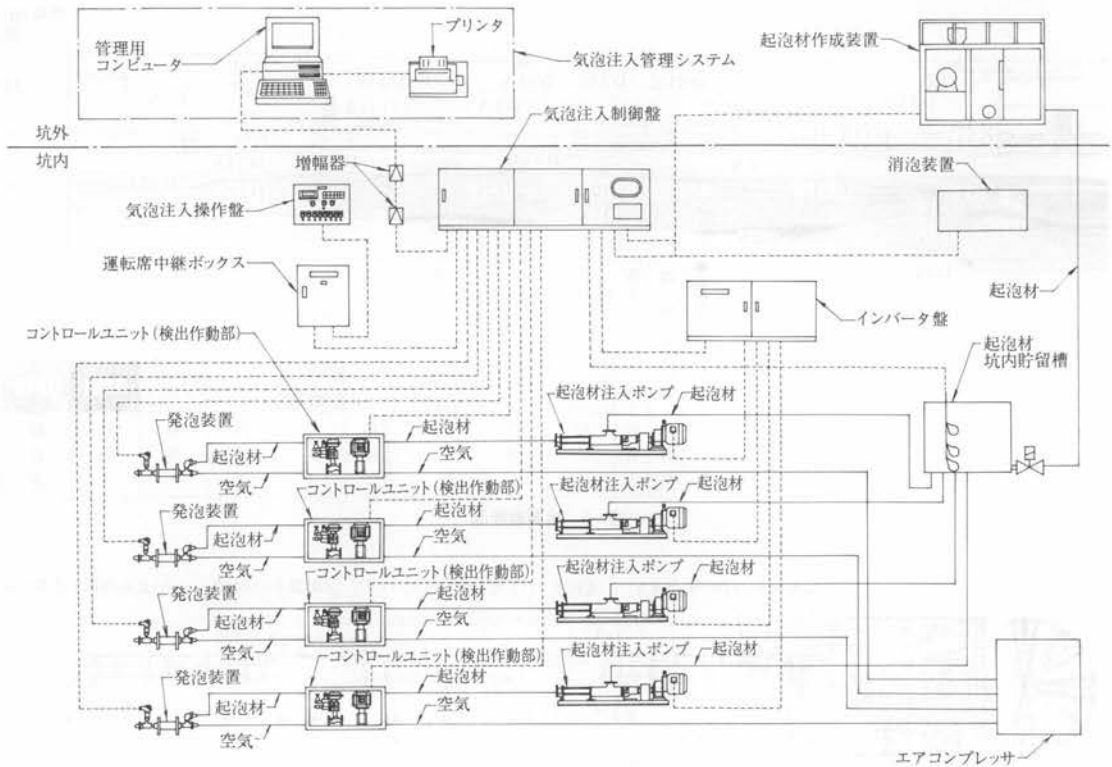 プリンタ
管理用
コンピュータ
気泡注入管理システム
起泡材作成装置
坑外
坑内
気泡注入制御盤
増幅器
消泡装置
気泡注入操作盤
運転席中継ボックス
起泡材
インバータ盤
コントロールユニット(検出作動部)
起泡材
坑内貯留槽
起泡材注入ポンプ
起泡材
発泡装置
起泡材
起泡材
空気
空気
コントロールユニット(検出作動部)
起泡材注入ポンプ
起泡材
発泡装置
起泡材
起泡材
空気
空気
コントロールユニット(検出作動部)
起泡材注入ポンプ
起泡材
発泡装置
起泡材
起泡材
空気
空気
コントロールユニット(検出作動部)
起泡材注入ポンプ
起泡材
発泡装置
起泡材
起泡材
空気
空気
エアコンプレッサ